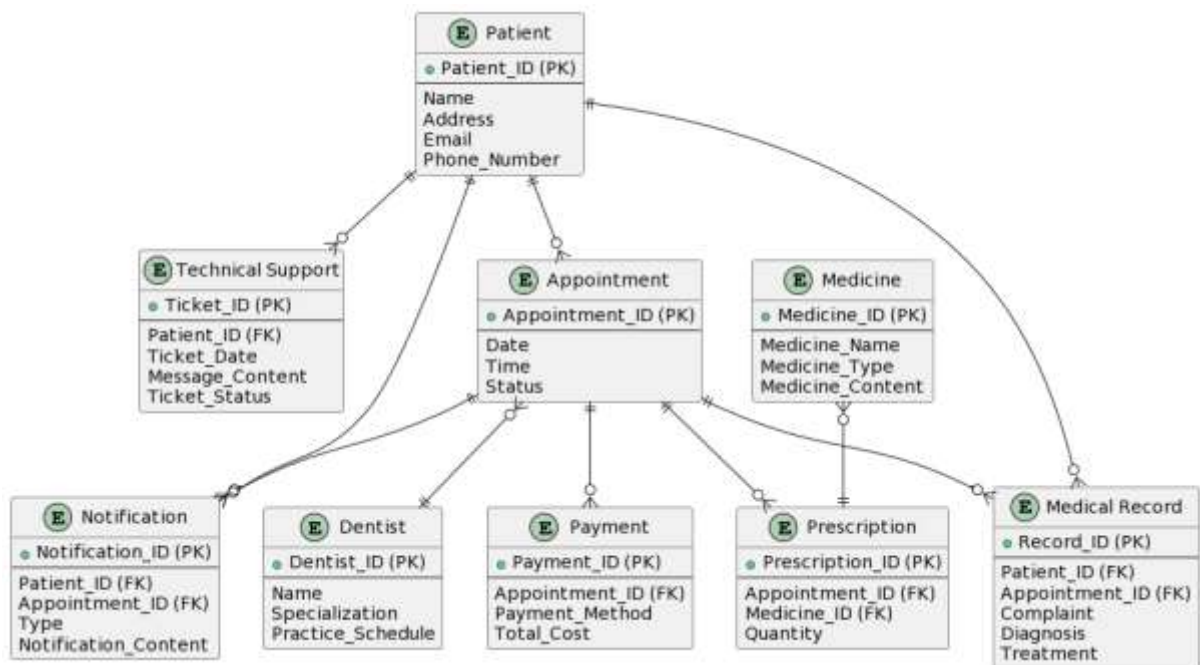 E Patient
Patient_ID (PK)
Name
Address
Email
Phone_Number
E Technical Support
Ticket_ID (PK)
Patient_ID (FK)
Ticket_Date
Message_Content
Ticket_Status
E Appointment
Appointment_ID (PK)
Date
Time
Status
E Medicine
Medicine_ID (PK)
Medicine_Name
Medicine_Type
Medicine_Content
E Notification
Notification_ID (PK)
Patient_ID (FK)
Appointment_ID (FK)
Type
Notification_Content
E Dentist
Dentist_ID (PK)
Name
Specialization
Practice_Schedule
E Payment
Payment_ID (PK)
Appointment_ID (FK)
Payment_Method
Total_Cost
E Prescription
Prescription_ID (PK)
Appointment_ID (FK)
Medicine_ID (FK)
Quantity
E Medical Record
Record_ID (PK)
Patient_ID (FK)
Appointment_ID (FK)
Complaint
Diagnosis
Treatment